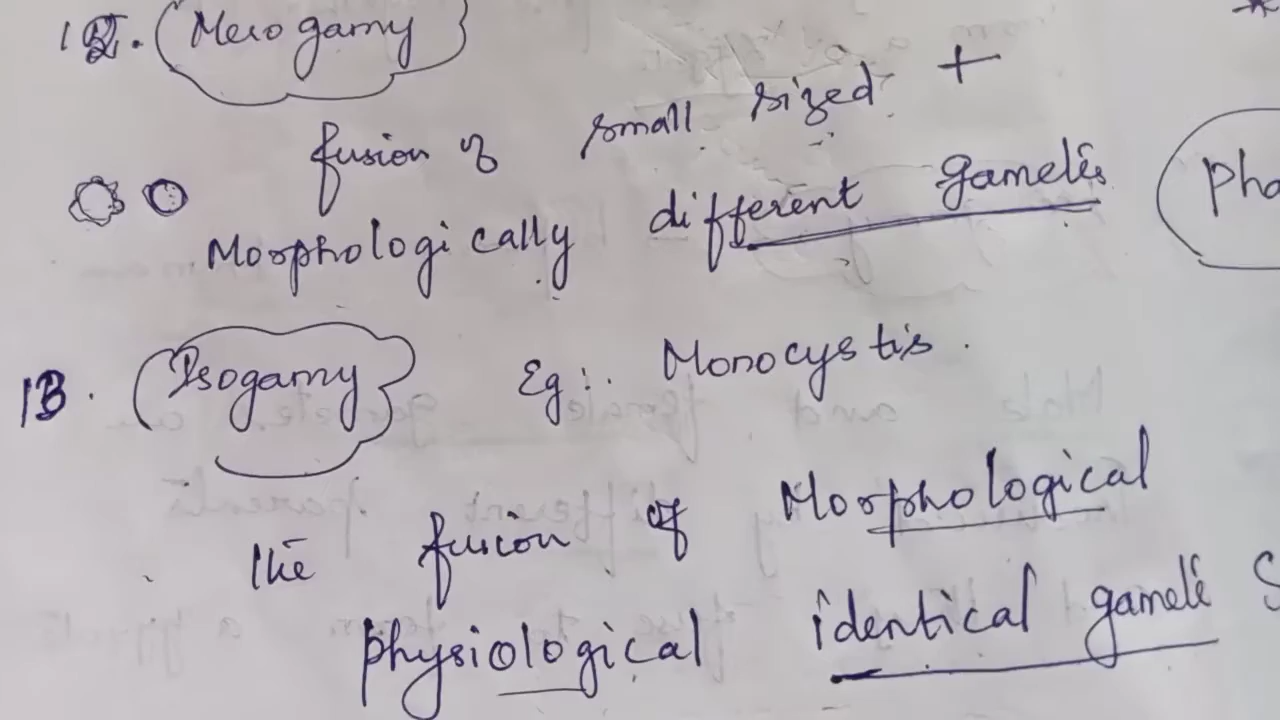 12. Merogamy
fusion of small sized +
Morphologically different gametes
Pho
13. Isogamy Eg:. Monocystis.
The fusion of Morphological
physiological identical gamete S